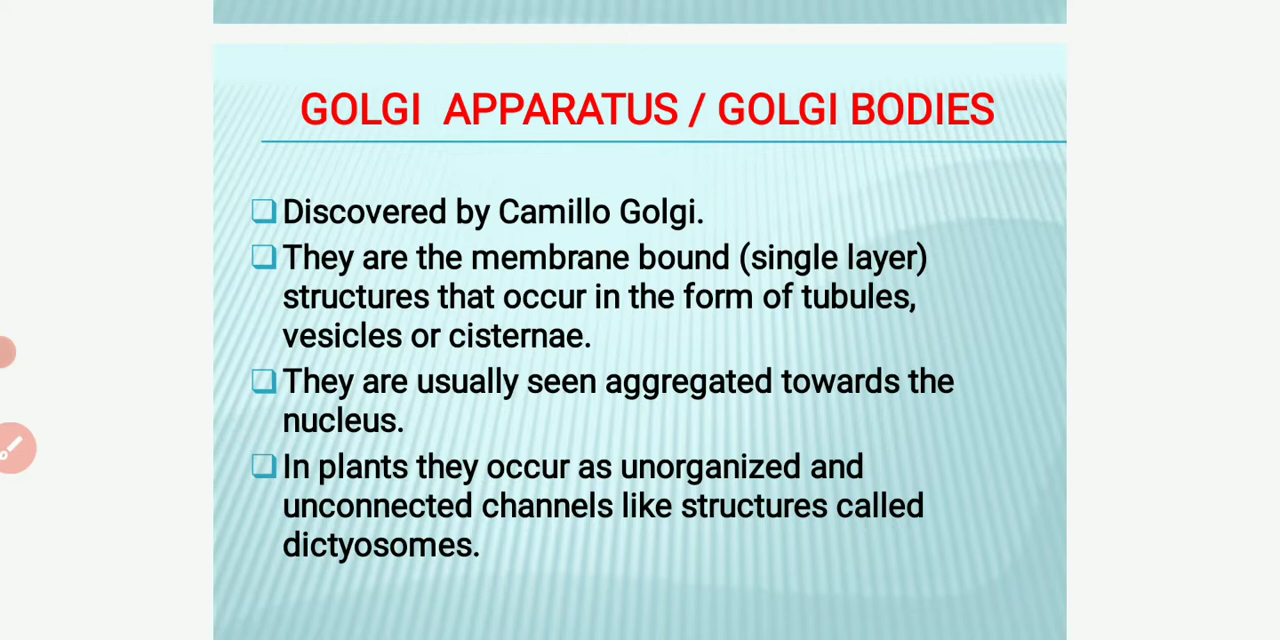 GOLGI APPARATUS / GOLGI BODIES
Discovered by Camillo Golgi.
They are the membrane bound (single layer)
structures that occur in the form of tubules,
vesicles or cisternae.
They are usually seen aggregated towards the
nucleus.
In plants they occur as unorganized and
unconnected channels like structures called
dictyosomes.